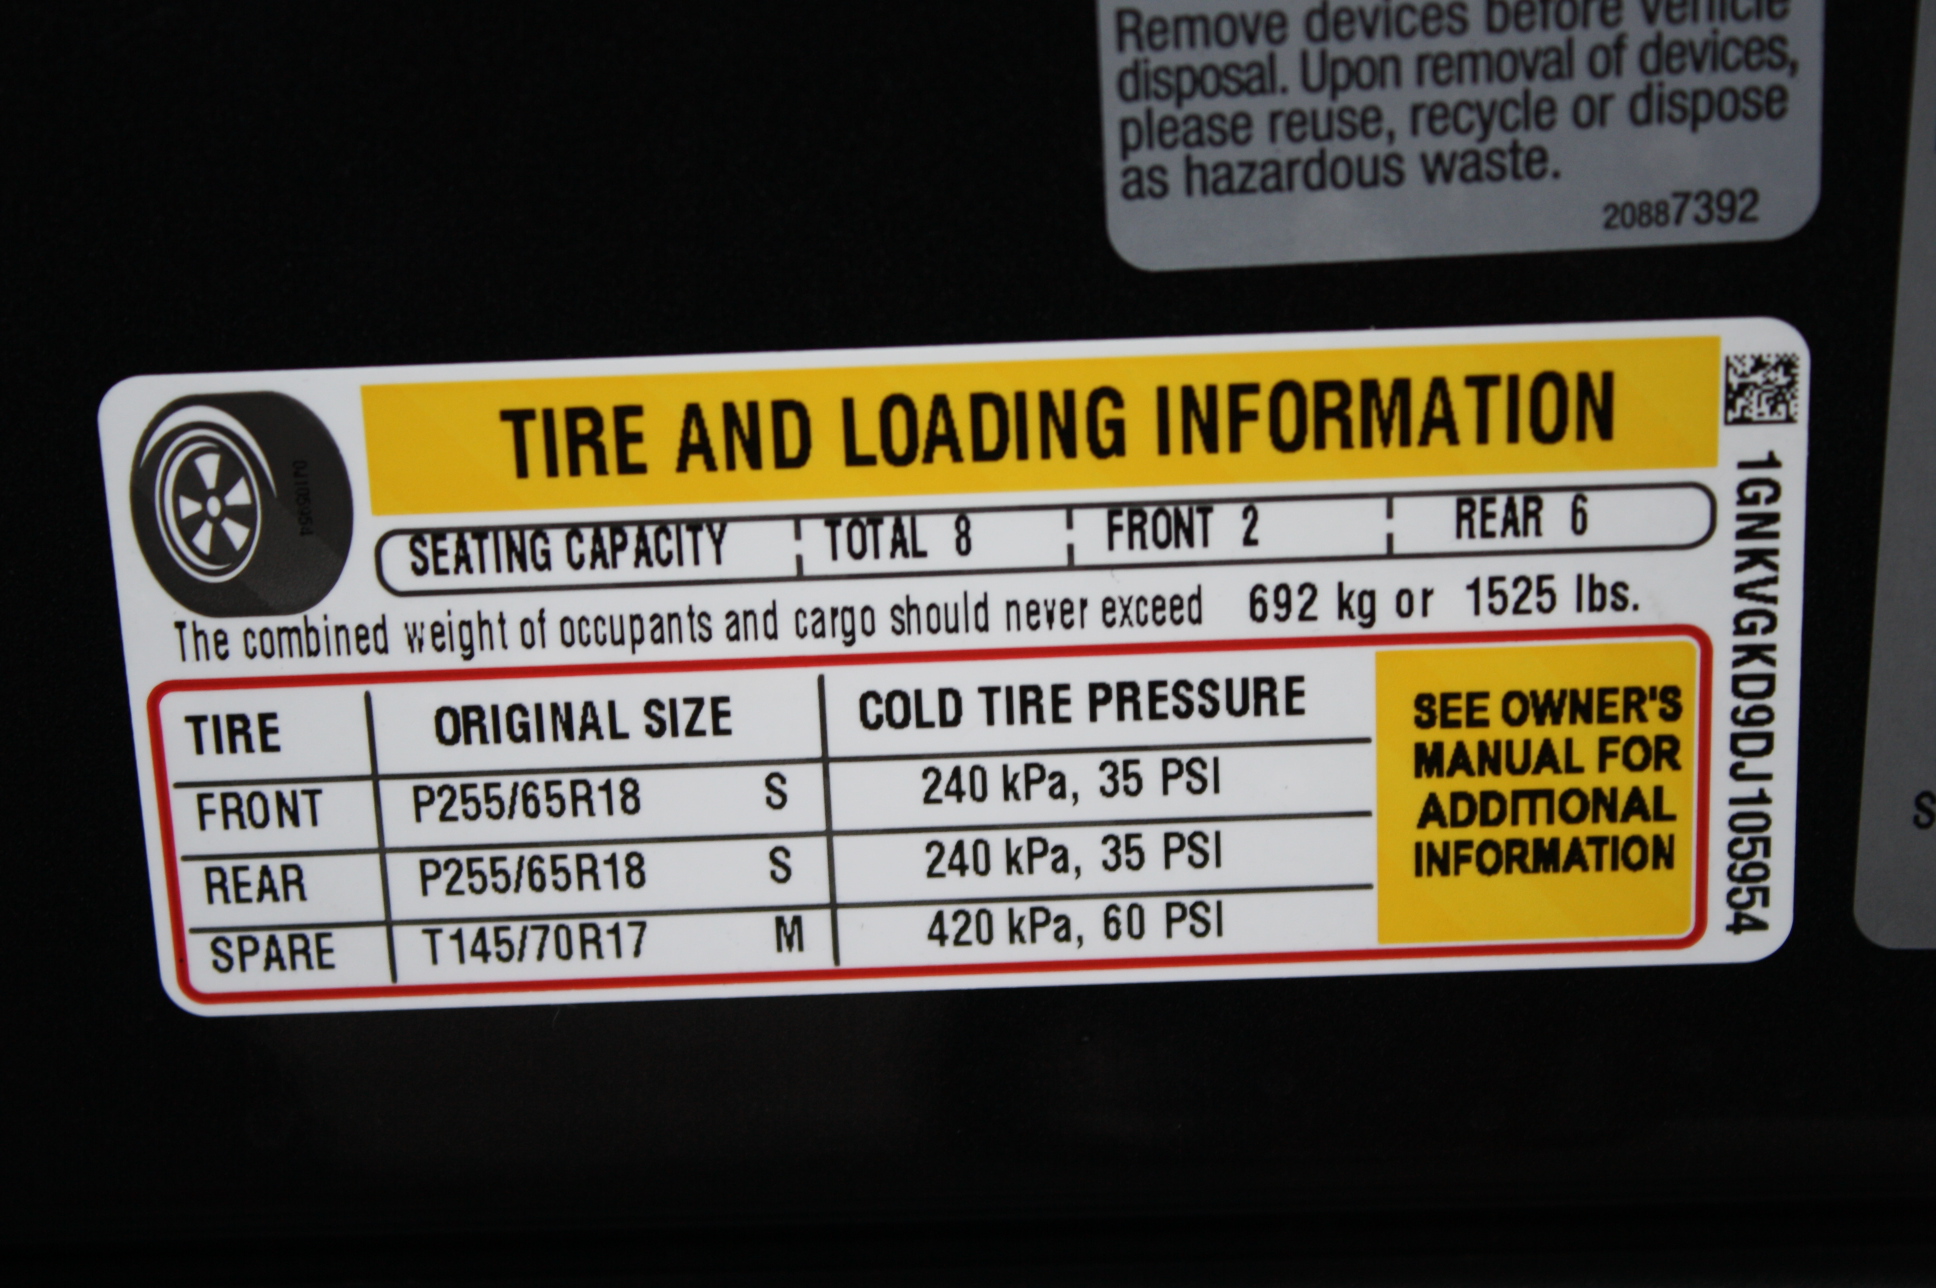 Remove devices before vehicle
disposal. Upon removal of devices,
please reuse, recycle or dispose
as hazardous waste.
20887392
TIRE AND LOADING INFORMATION
SEATING CAPACITY TOTAL 8 FRONT 2 REAR 6
The combined weight of occupants and cargo should never exceed 692 kg or 1525 lbs.
TIRE ORIGINAL SIZE COLD TIRE PRESSURE
FRONT P255/65R18 S 240 kPa, 35 PSI
REAR P255/65R18 S 240 kPa, 35 PSI
SPARE T145/70R17 M 420 kPa, 60 PSI
SEE OWNER'S
MANUAL FOR
ADDITIONAL
INFORMATION
1GNKVGKD9DJ105954
DJ105954
S